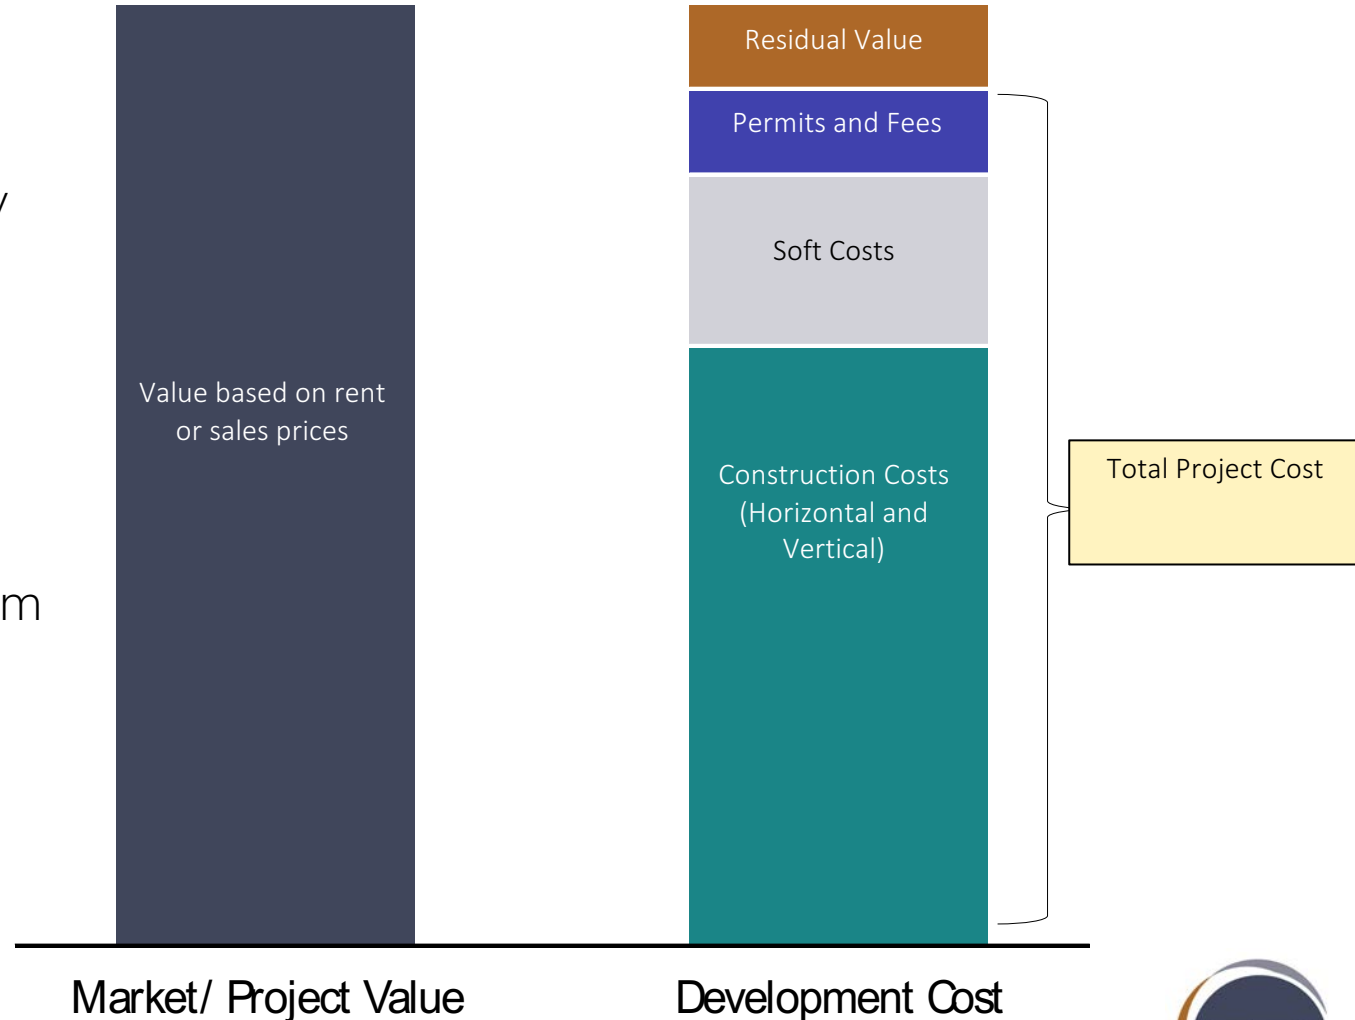 Residual Value
Permits and Fees
Soft Costs
Value based on rent
or sales prices
Construction Costs
(Horizontal and
Vertical)
Total Project Cost
Market/ Project Value
Development Cost